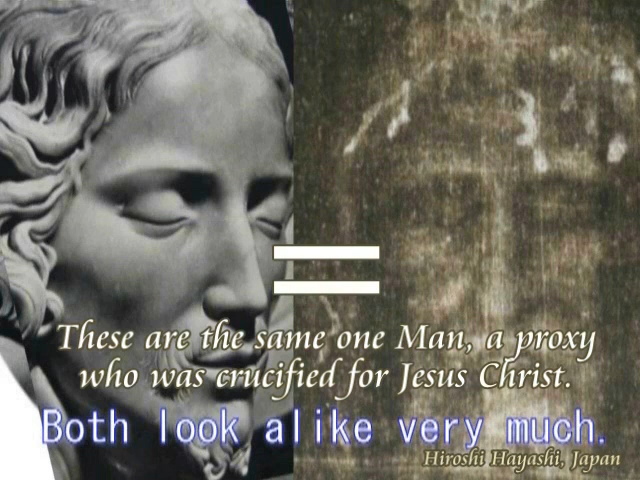 These are the same one Man, a proxy
who was crucified for Jesus Christ.
Both look alike very much.
Hiroshi Hayashi, Japan